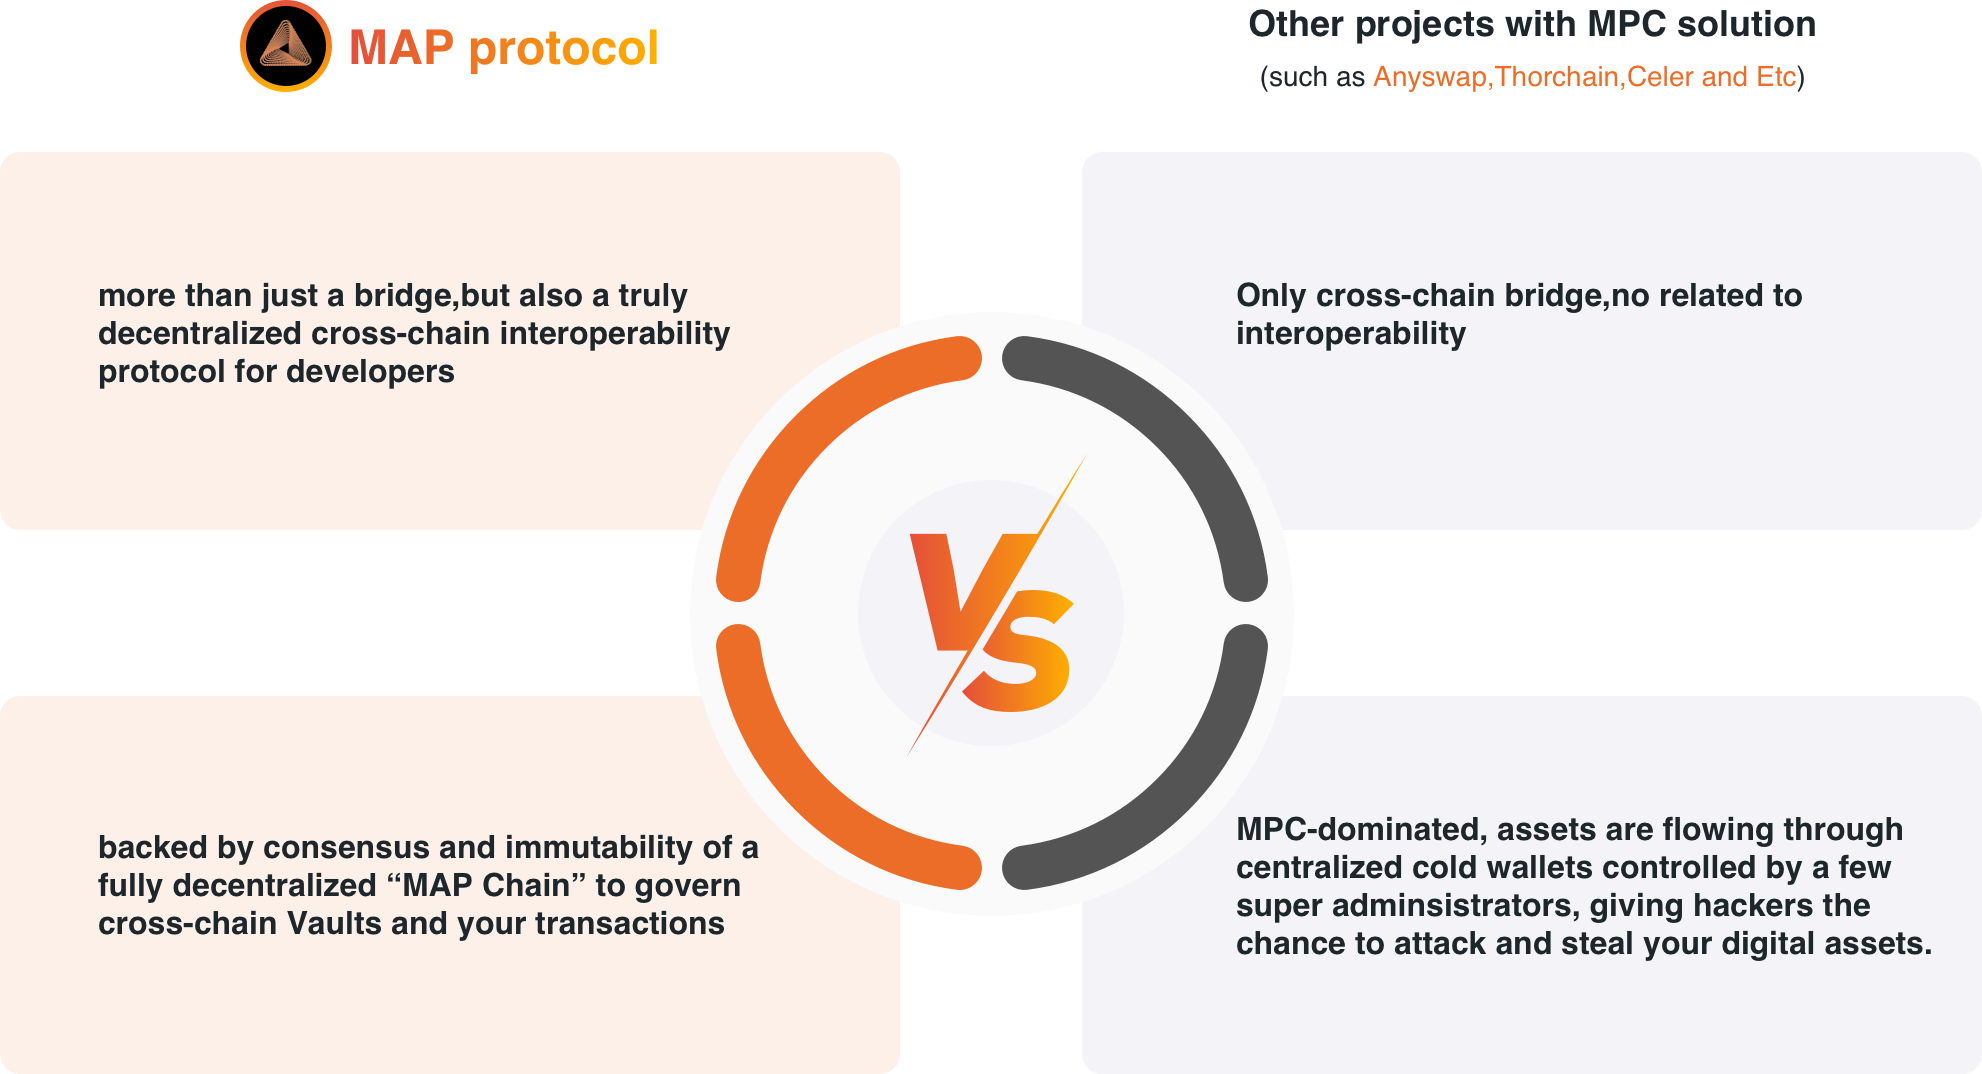 MAP protocol
Other projects with MPC solution
(such as Anyswap,Thorchain,Celer and Etc)
more than just a bridge,but also a truly
decentralized cross-chain interoperability
protocol for developers
Only cross-chain bridge,no related to
interoperability
VS
backed by consensus and immutability of a
fully decentralized “MAP Chain” to govern
cross-chain Vaults and your transactions
MPC-dominated, assets are flowing through
centralized cold wallets controlled by a few
super adminsistrators, giving hackers the
chance to attack and steal your digital assets.